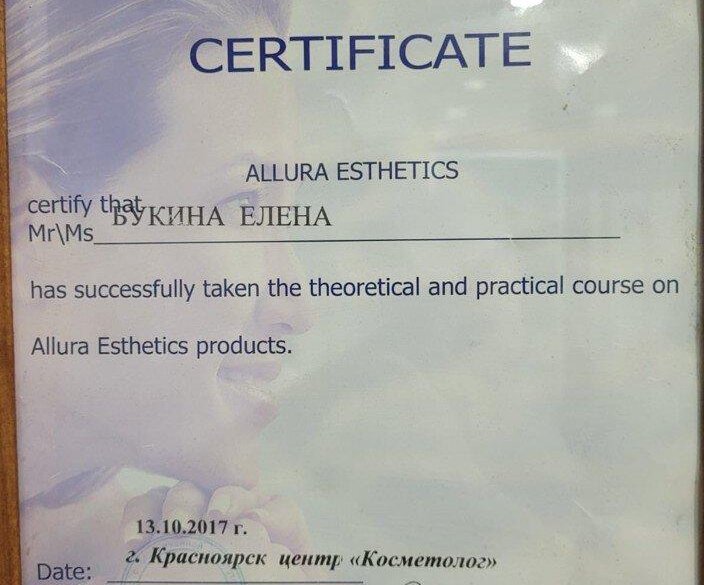 CERTIFICATE
ALLURA ESTHETICS
certify that
БУКИНА ЕЛЕНА
Mr\Ms
has successfully taken the theoretical and practical course on
Allura Esthetics products.
13.10.2017 г.
г. Красноярск центр «Косметолог»
Date: